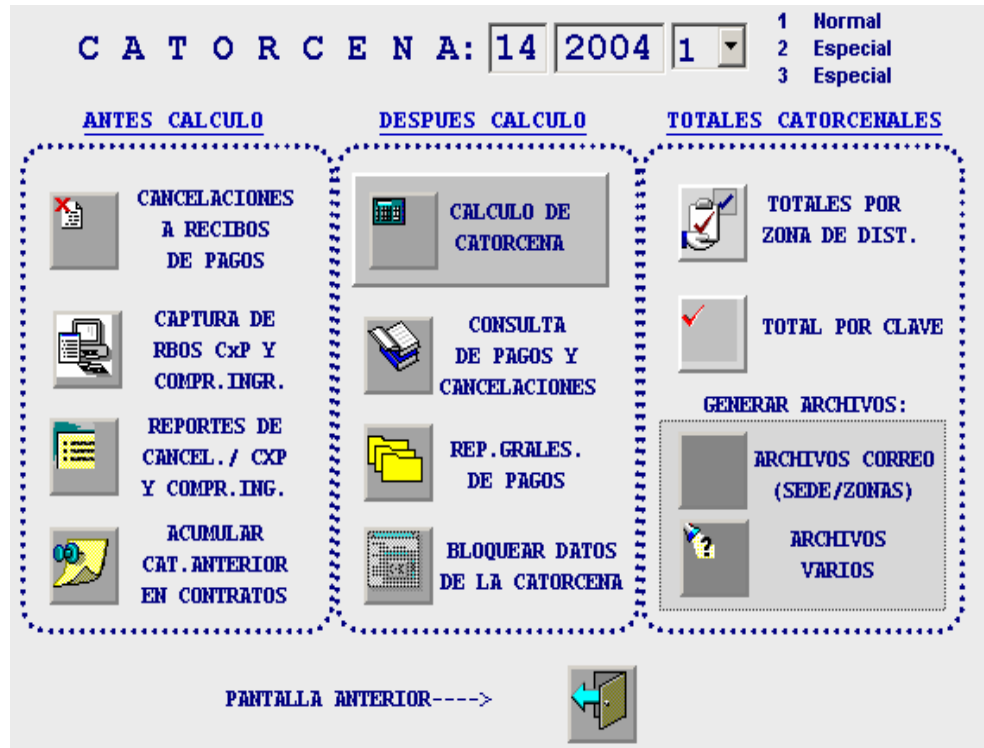 C A T O R C E N A: 14 2004 1
1 Normal
2 Especial
3 Especial
ANTES CALCULO
CANCELACIONES
A RECIBOS
DE PAGOS
CAPTURA DE
RBOS CxP Y
COMPR.INGR.
REPORTES DE
CANCEL./ CXP
Y COMPR.ING.
ACUMULAR
CAT.ANTERIOR
EN CONTRATOS
DESPUES CALCULO
CALCULO DE
CATORCENA
CONSULTA
DE PAGOS Y
CANCELACIONES
REP.GRALES.
DE PAGOS
BLOQUEAR DATOS
DE LA CATORCENA
TOTALES CATORCENALES
TOTALES POR
ZONA DE DIST.
TOTAL POR CLAVE
GENERAR ARCHIVOS:
ARCHIVOS CORREO
(SEDE/ZONAS)
?
ARCHIVOS
VARIOS
PANTALLA ANTERIOR---->